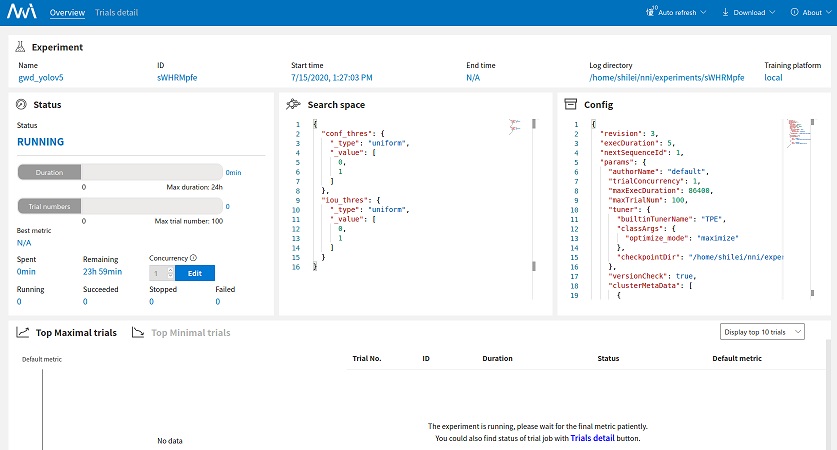 Overview Trials detail 10 Auto refresh Download About
Experiment
Name ID Start time End time Log directory Training platform
gwd_yolov5 sWHRMpfe 7/15/2020, 1:27:03 PM N/A /home/shilei/nni/experiments/sWHRMpfe local
Status
Status
RUNNING
Duration 0min
0 Max duration: 24h
Trial numbers 0
0 Max trial number: 100
Best metric
N/A
Spent Remaining Concurrency
0min 23h 59min 1 Edit
Running Succeeded Stopped Failed
0 0 0 0
Search space
1 {
2 "conf_thres": {
3 "_type": "uniform",
4 "_value": [
5 0,
6 1
7 ]
8 },
9 "iou_thres": {
10 "_type": "uniform",
11 "_value": [
12 0,
13 1
14 ]
15 }
16 }
Config
1 {
2 "revision": 3,
3 "execDuration": 5,
4 "nextSequenceId": 1,
5 "params": {
6 "authorName": "default",
7 "trialConcurrency": 1,
8 "maxExecDuration": 86400,
9 "maxTrialNum": 100,
10 "tuner": {
11 "builtinTunerName": "TPE",
12 "classArgs": {
13 "optimize_mode": "maximize"
14 },
15 "checkpointDir": "/home/shilei/nni/expe
16 },
17 "versionCheck": true,
18 "clusterMetaData": [
19 {
Top Maximal trials Top Minimal trials Display top 10 trials
Default metric
No data
Trial No. ID Duration Status Default metric
The experiment is running, please wait for the final metric patiently.
You could also find status of trial job with Trials detail button.